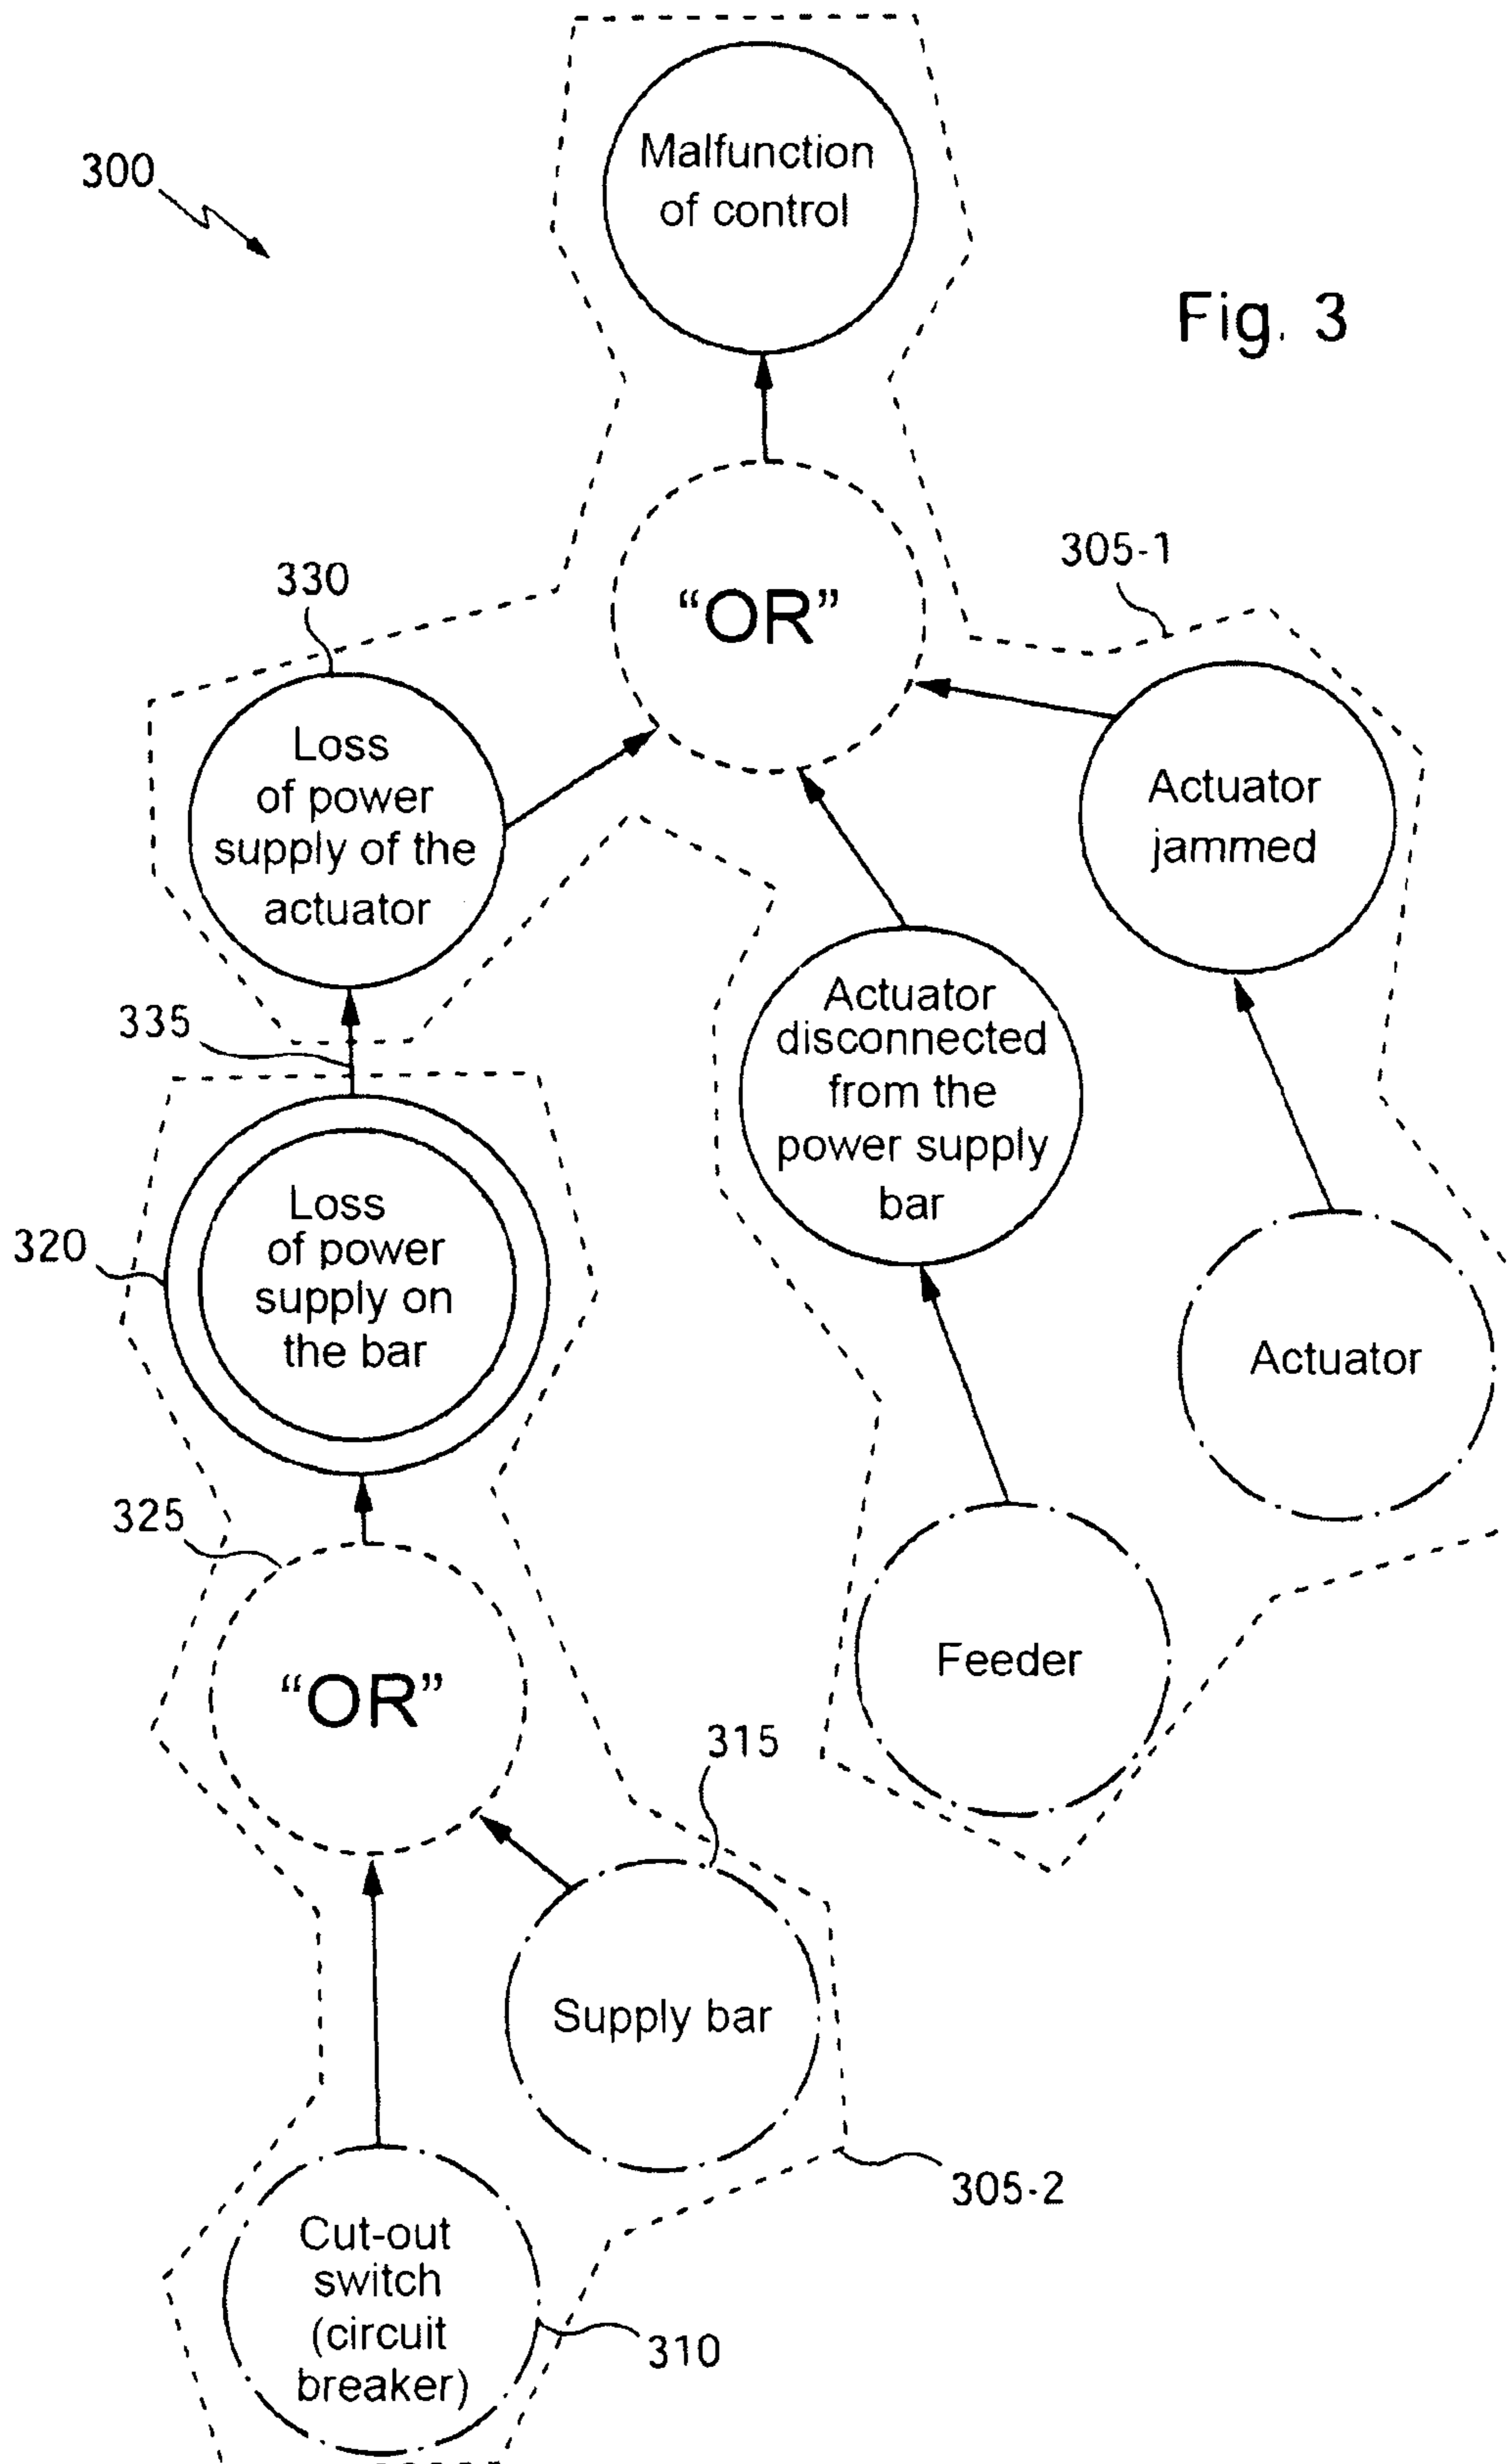 300
Malfunction
of control
Fig. 3
"OR"
305-1
330
Loss
of power
supply of the
actuator
Actuator
jammed
335
Actuator
disconnected
from the
power supply
bar
320
Loss
of power
supply on
the bar
Actuator
325
"OR"
Feeder
315
Supply bar
305-2
Cut-out
switch
(circuit
breaker)
310